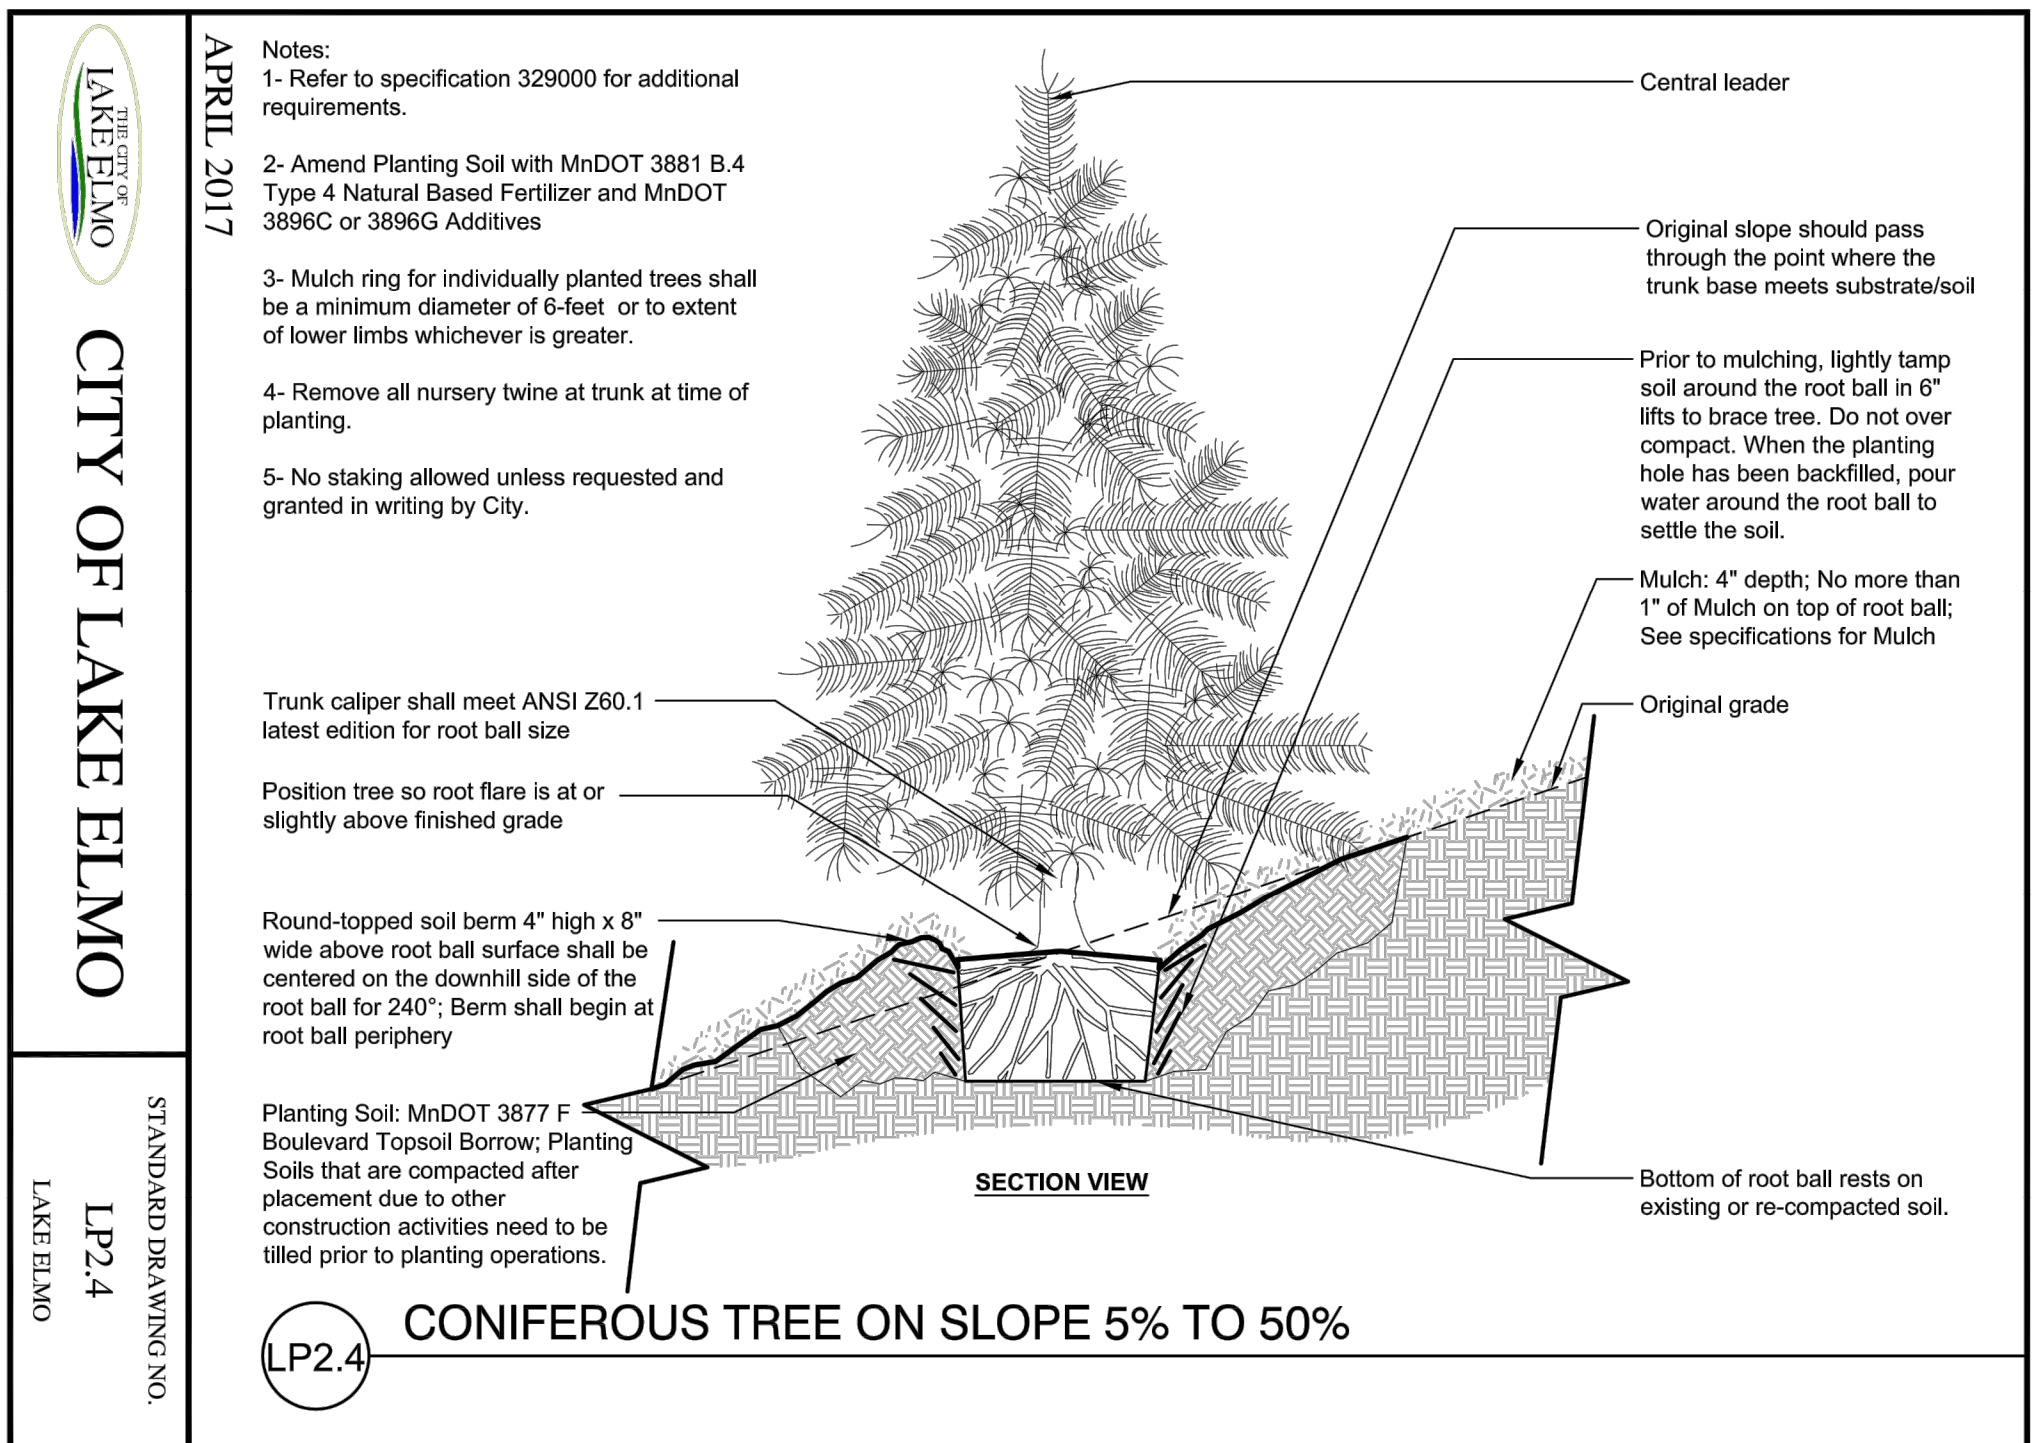 THE CITY OF
LAKE ELMO
CITY OF LAKE ELMO
STANDARD DRAWING NO.
LP2.4
LAKE ELMO
APRIL 2017
Notes:
1- Refer to specification 329000 for additional
requirements.
2- Amend Planting Soil with MnDOT 3881 B.4
Type 4 Natural Based Fertilizer and MnDOT
3896C or 3896G Additives
3- Mulch ring for individually planted trees shall
be a minimum diameter of 6-feet or to extent
of lower limbs whichever is greater.
4- Remove all nursery twine at trunk at time of
planting.
5- No staking allowed unless requested and
granted in writing by City.
Trunk caliper shall meet ANSI Z60.1
latest edition for root ball size
Position tree so root flare is at or
slightly above finished grade
Round-topped soil berm 4" high x 8"
wide above root ball surface shall be
centered on the downhill side of the
root ball for 240°; Berm shall begin at
root ball periphery
Planting Soil: MnDOT 3877 F
Boulevard Topsoil Borrow; Planting
Soils that are compacted after
placement due to other
construction activities need to be
tilled prior to planting operations.
Central leader
Original slope should pass
through the point where the
trunk base meets substrate/soil
Prior to mulching, lightly tamp
soil around the root ball in 6"
lifts to brace tree. Do not over
compact. When the planting
hole has been backfilled, pour
water around the root ball to
settle the soil.
Mulch: 4" depth; No more than
1" of Mulch on top of root ball;
See specifications for Mulch
Original grade
Bottom of root ball rests on
existing or re-compacted soil.
SECTION VIEW
LP2.4
CONIFEROUS TREE ON SLOPE 5% TO 50%